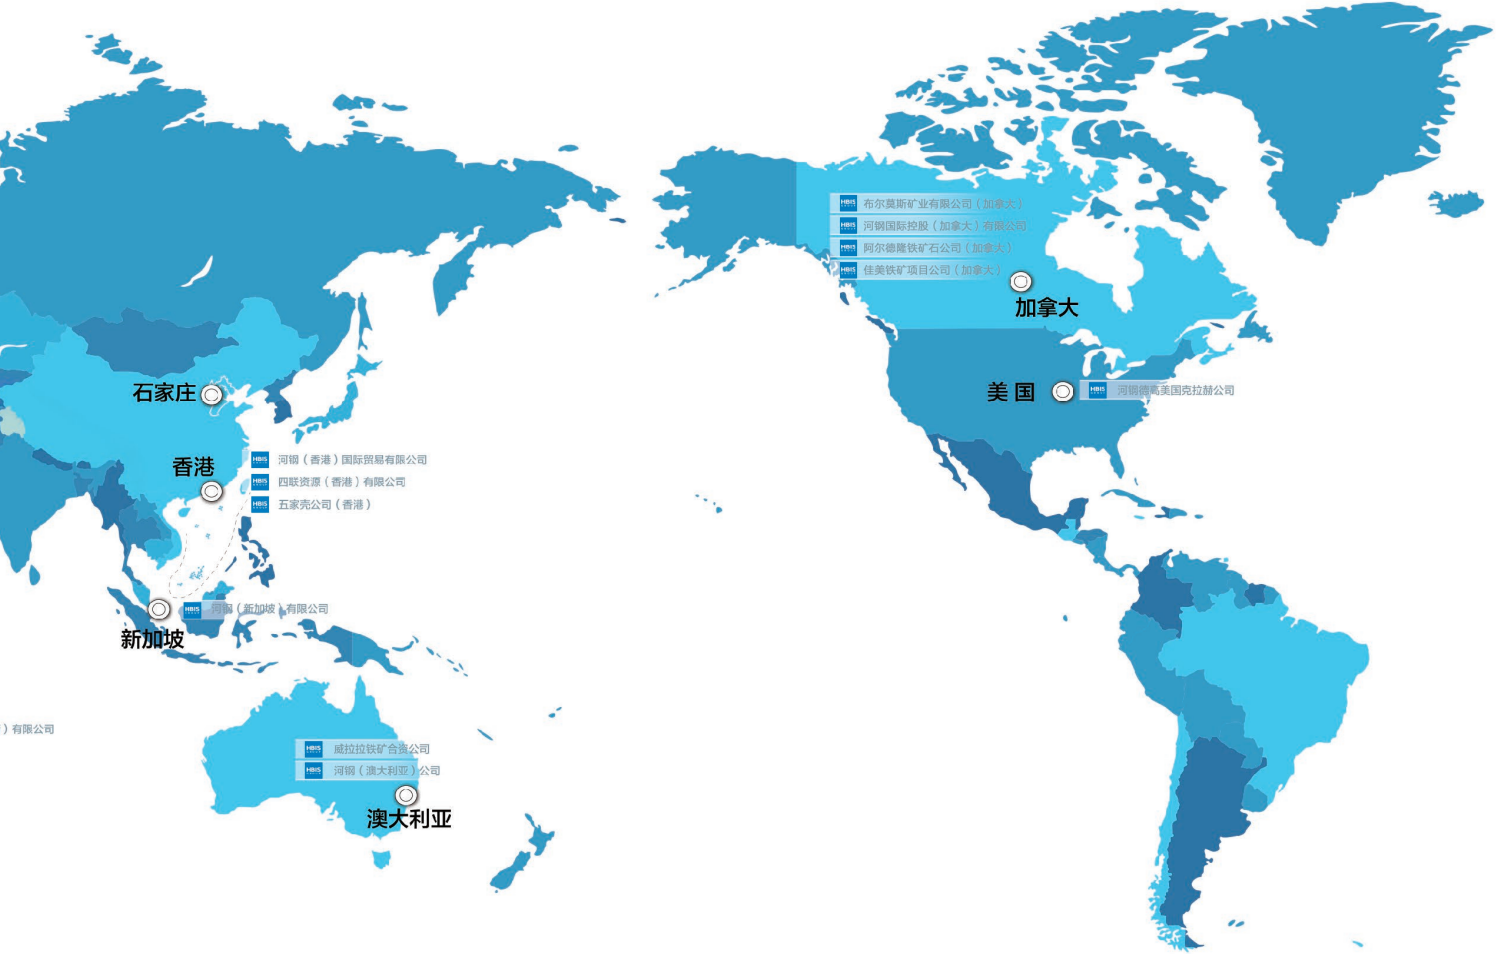 布尔莫斯矿业有限公司（加拿大）
河钢国际控股（加拿大）有限公司
阿尔德隆铁矿石公司（加拿大）
佳美铁矿项目公司（加拿大）
加拿大
美国
河钢德高美国克拉赫公司
石家庄
香港
HBIS 河钢（香港）国际贸易有限公司
HBIS 四联资源（香港）有限公司
HBIS 五家壳公司（香港）
HBIS 河钢（新加坡）有限公司
新加坡
）有限公司
HBIS 威拉拉铁矿合资公司
HBIS 河钢（澳大利亚）公司
澳大利亚